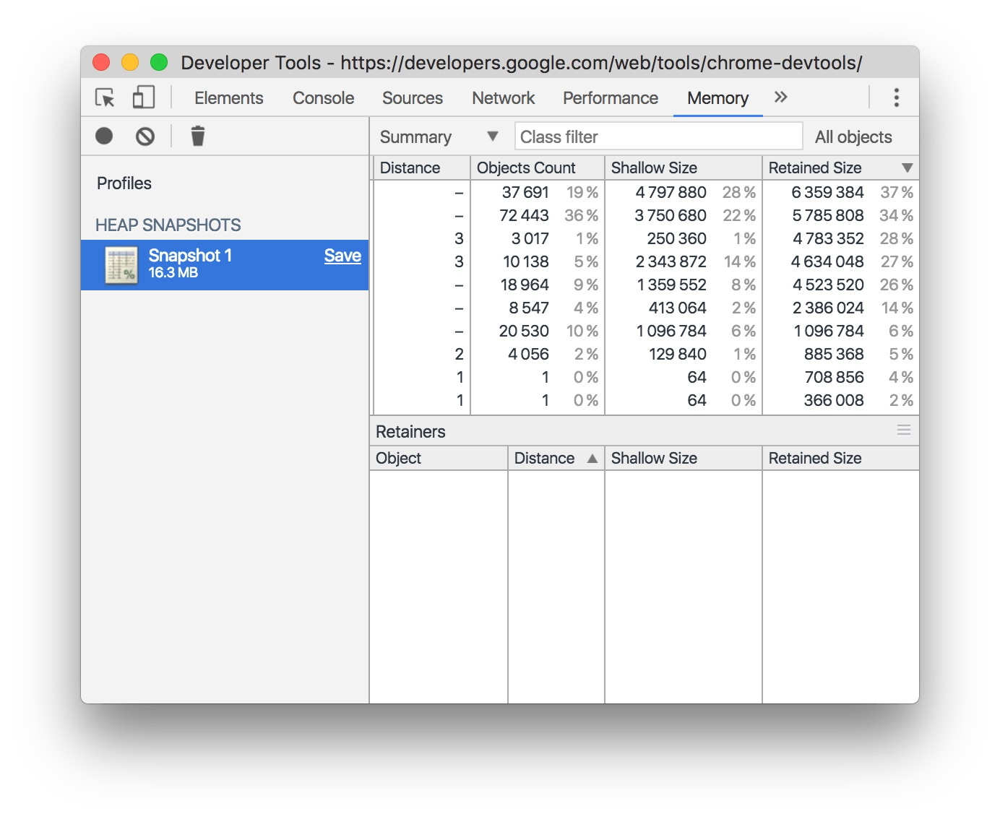 Developer Tools - https://developers.google.com/web/tools/chrome-devtools/
Elements Console Sources Network Performance Memory »
Summary ▼ Class filter All objects
Profiles
HEAP SNAPSHOTS
Snapshot 1 Save
16.3 MB
Distance Objects Count Shallow Size Retained Size ▼
– 37 691 19 % 4 797 880 28 % 6 359 384 37 %
– 72 443 36 % 3 750 680 22 % 5 785 808 34 %
3 3 017 1 % 250 360 1 % 4 783 352 28 %
3 10 138 5 % 2 343 872 14 % 4 634 048 27 %
– 18 964 9 % 1 359 552 8 % 4 523 520 26 %
– 8 547 4 % 413 064 2 % 2 386 024 14 %
– 20 530 10 % 1 096 784 6 % 1 096 784 6 %
2 4 056 2 % 129 840 1 % 885 368 5 %
1 1 0 % 64 0 % 708 856 4 %
1 1 0 % 64 0 % 366 008 2 %
Retainers
Object Distance ▲ Shallow Size Retained Size